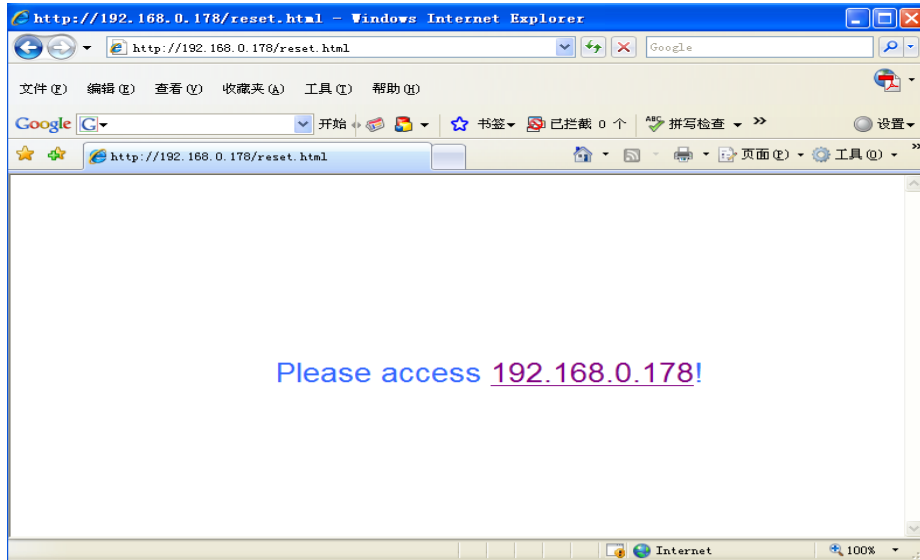 http://192.168.0.178/reset.html - Windows Internet Explorer
http://192.168.0.178/reset.html Google
文件(F) 编辑(E) 查看(V) 收藏夹(A) 工具(T) 帮助(H)
Google G 开始 书签 已拦截 0 个 ABC 拼写检查 >> 设置
http://192.168.0.178/reset.html 页面(P) 工具(O) >>
Please access 192.168.0.178!
Internet 100%